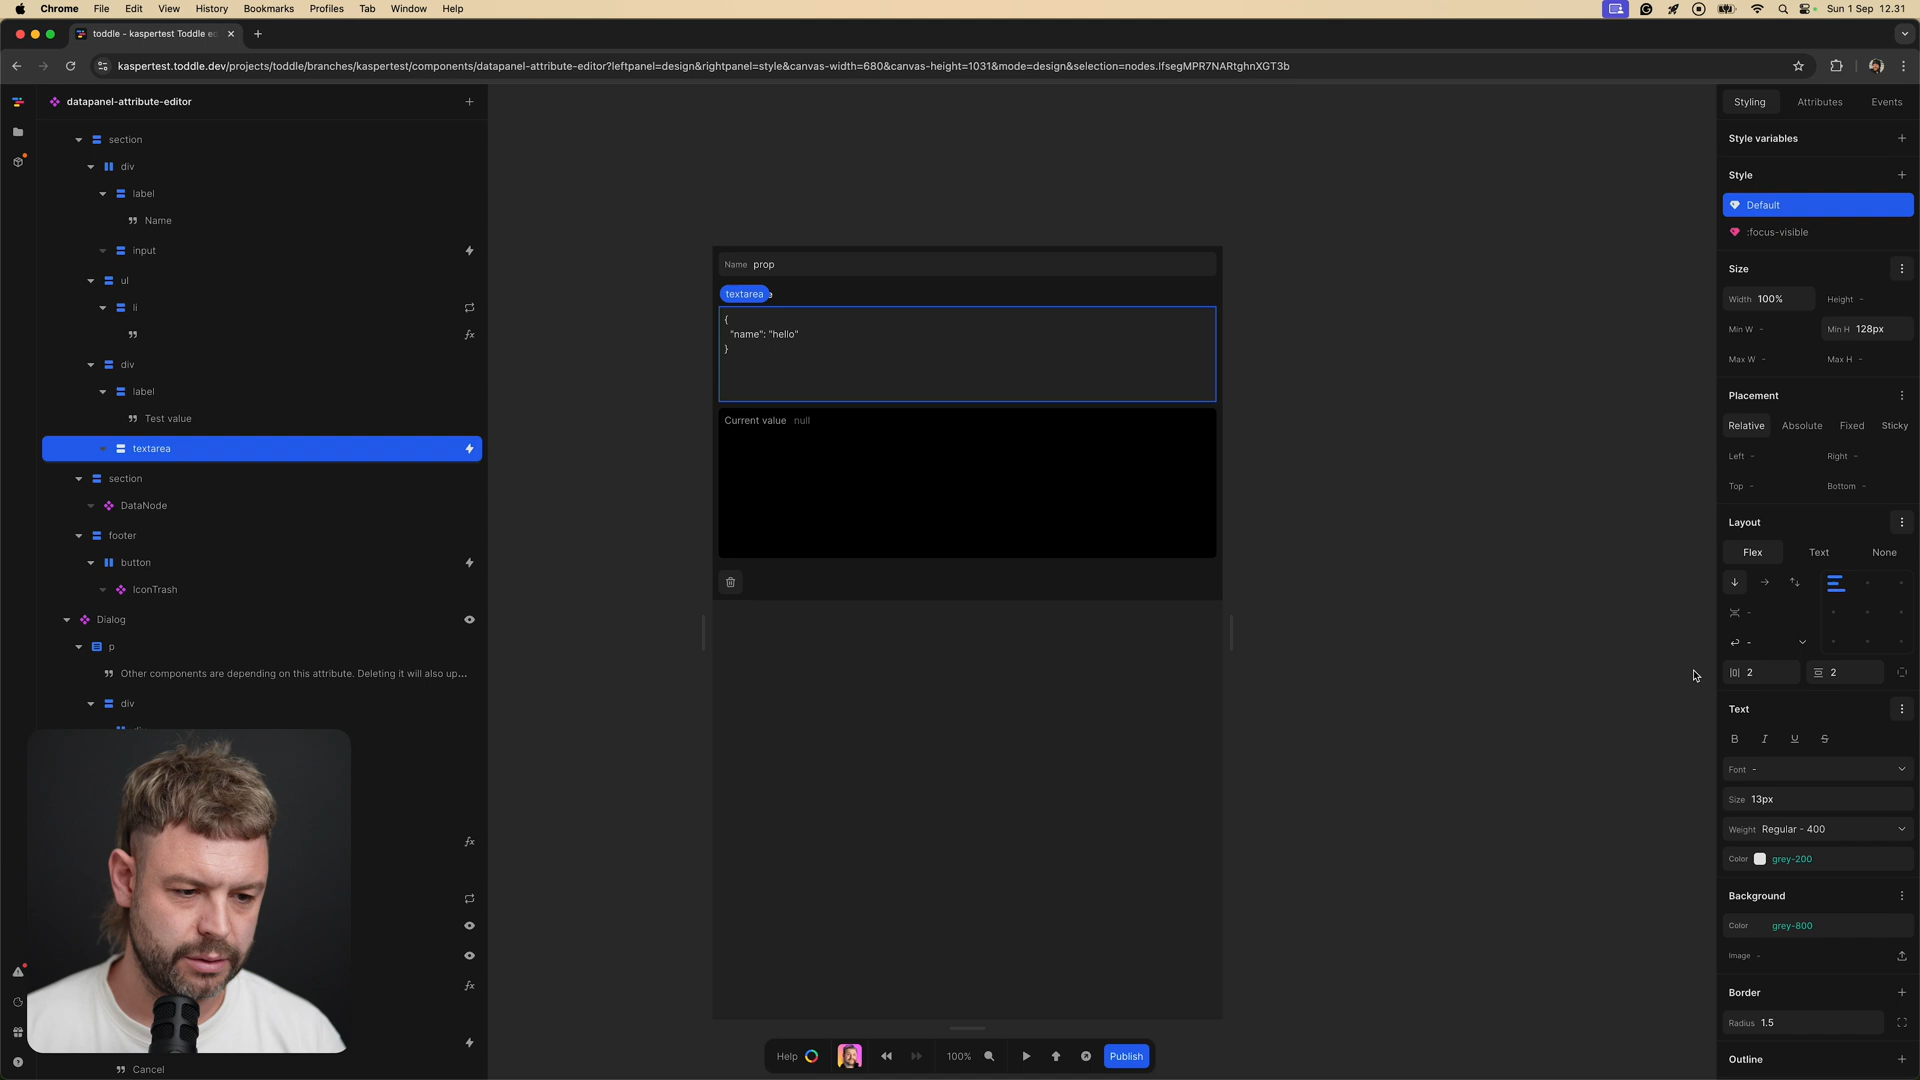 Chrome File Edit View History Bookmarks Profiles Tab Window Help
Sun 1 Sep 12.31
toddle - kaspertest Toddle ec
kaspertest.toddle.dev/projects/toddle/branches/kaspertest/components/datapanel-attribute-editor?leftpanel=design&rightpanel=style&canvas-width=680&canvas-height=1031&mode=design&selection=nodes.IfsegMPR7NARtghnXGT3b
datapanel-attribute-editor
section
div
label
Name
input
ul
li
fx
div
label
Test value
textarea
section
DataNode
footer
button
IconTrash
Dialog
p
Other components are depending on this attribute. Deleting it will also up...
div
fx
fx
Cancel
Name prop
textarea e
{
"name": "hello"
}
Current value null
Help
100%
Publish
Styling Attributes Events
Style variables
Style
Default
:focus-visible
Size
Width 100% Height -
Min W - Min H 128px
Max W - Max H -
Placement
Relative Absolute Fixed Sticky
Left - Right -
Top - Bottom -
Layout
Flex Text None
-
-
2 2
Text
B I U S
Font -
Size 13px
Weight Regular - 400
Color grey-200
Background
Color grey-800
Image -
Border
Radius 1.5
Outline